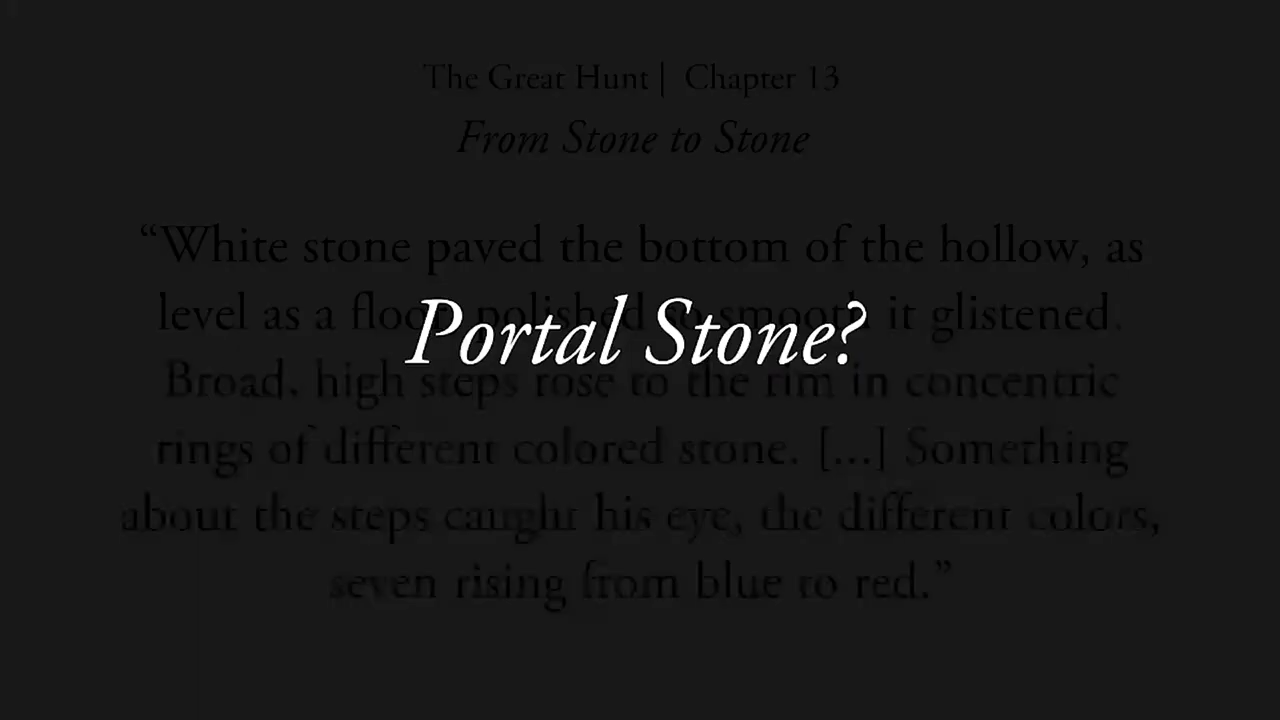 The Great Hunt | Chapter 13
From Stone to Stone
“White stone paved the bottom of the hollow, as
level as a floor, polished so smooth it glistened.
Portal Stone?
Broad, high steps rose to the rim in concentric
rings of different colored stone. [...] Something
about the steps caught his eye, the different colors,
seven rising from blue to red.”